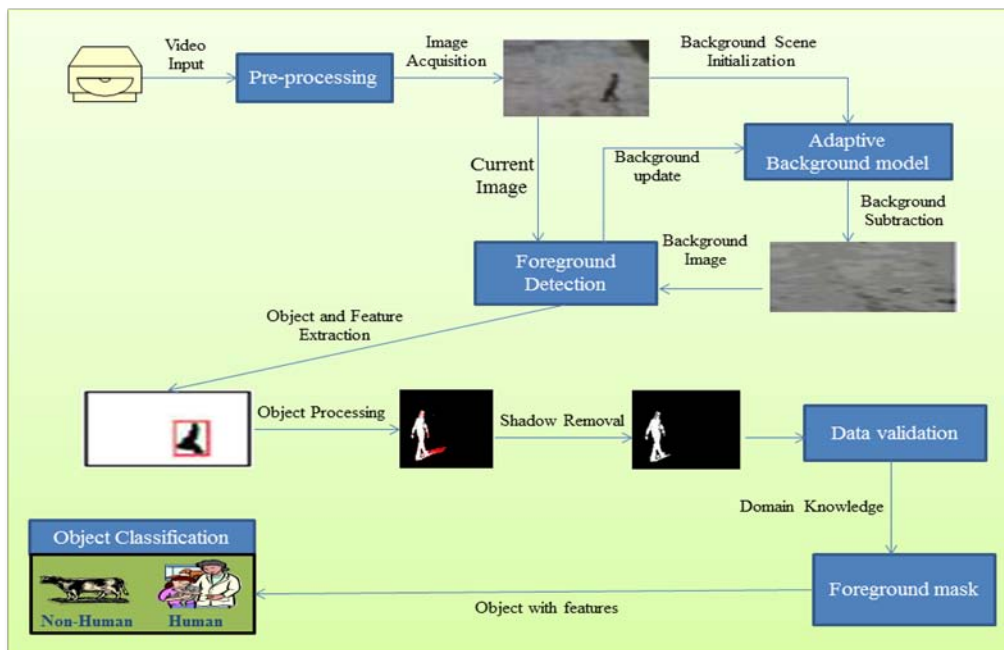 Video
Input
Pre-processing
Image
Acquisition
Background Scene
Initialization
Adaptive
Background model
Current
Image
Background
update
Background
Subtraction
Background
Image
Foreground
Detection
Object and Feature
Extraction
Object Processing
Shadow Removal
Data validation
Domain Knowledge
Foreground mask
Object with features
Object Classification
Non-Human
Human